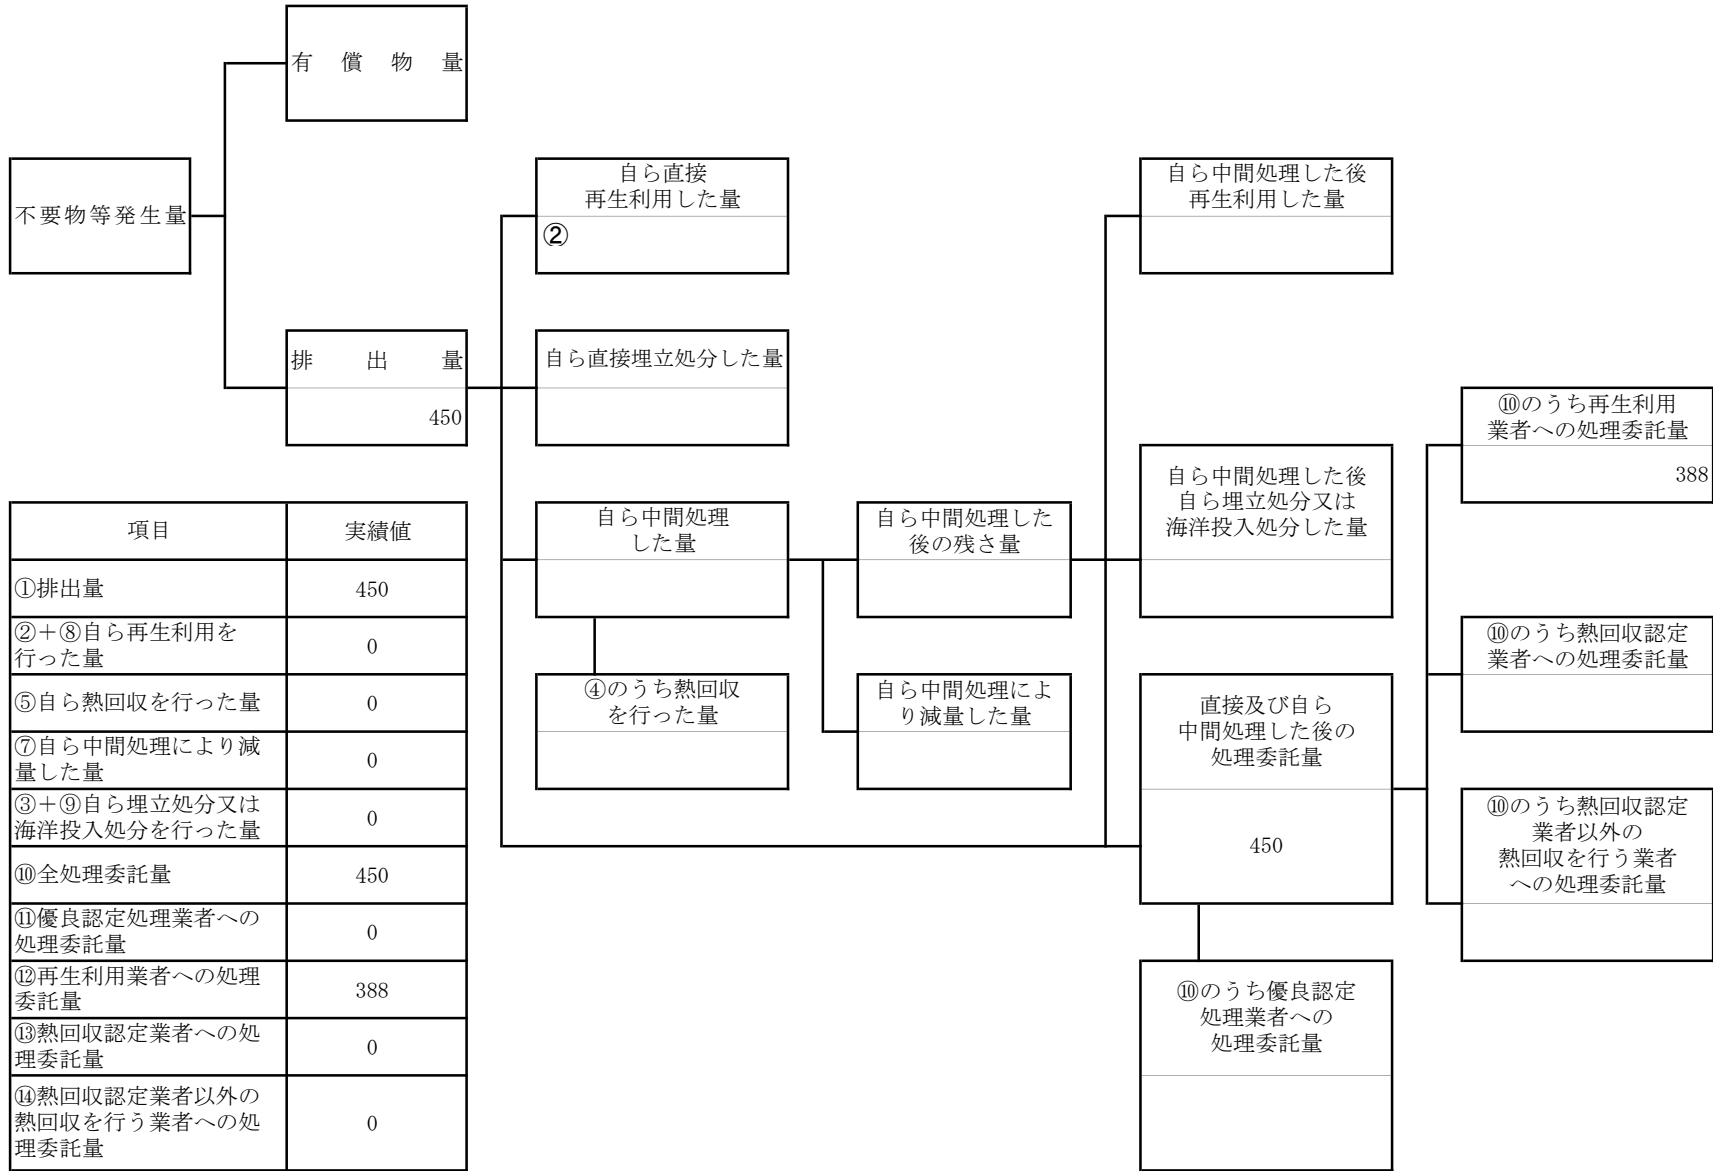 有償物量
不要物等発生量
自ら直接
再生利用した量
②
自ら中間処理した後
再生利用した量
排出量
450
自ら直接埋立処分した量
⑩のうち再生利用
業者への処理委託量
388
自ら中間処理した後
自ら埋立処分又は
海洋投入処分した量
自ら中間処理
した量
自ら中間処理した
後の残さ量
⑩のうち熱回収認定
業者への処理委託量
④のうち熱回収
を行った量
自ら中間処理によ
り減量した量
直接及び自ら
中間処理した後の
処理委託量
450
⑩のうち熱回収認定
業者以外の
熱回収を行う業者
への処理委託量
⑩のうち優良認定
処理業者への
処理委託量
項目 実績値
①排出量 450
②＋⑧自ら再生利用を
行った量 0
⑤自ら熱回収を行った量 0
⑦自ら中間処理により減
量した量 0
③＋⑨自ら埋立処分又は
海洋投入処分を行った量 0
⑩全処理委託量 450
⑪優良認定処理業者への
処理委託量 0
⑫再生利用業者への処理
委託量 388
⑬熱回収認定業者への処
理委託量 0
⑭熱回収認定業者以外の
熱回収を行う業者への処
理委託量 0